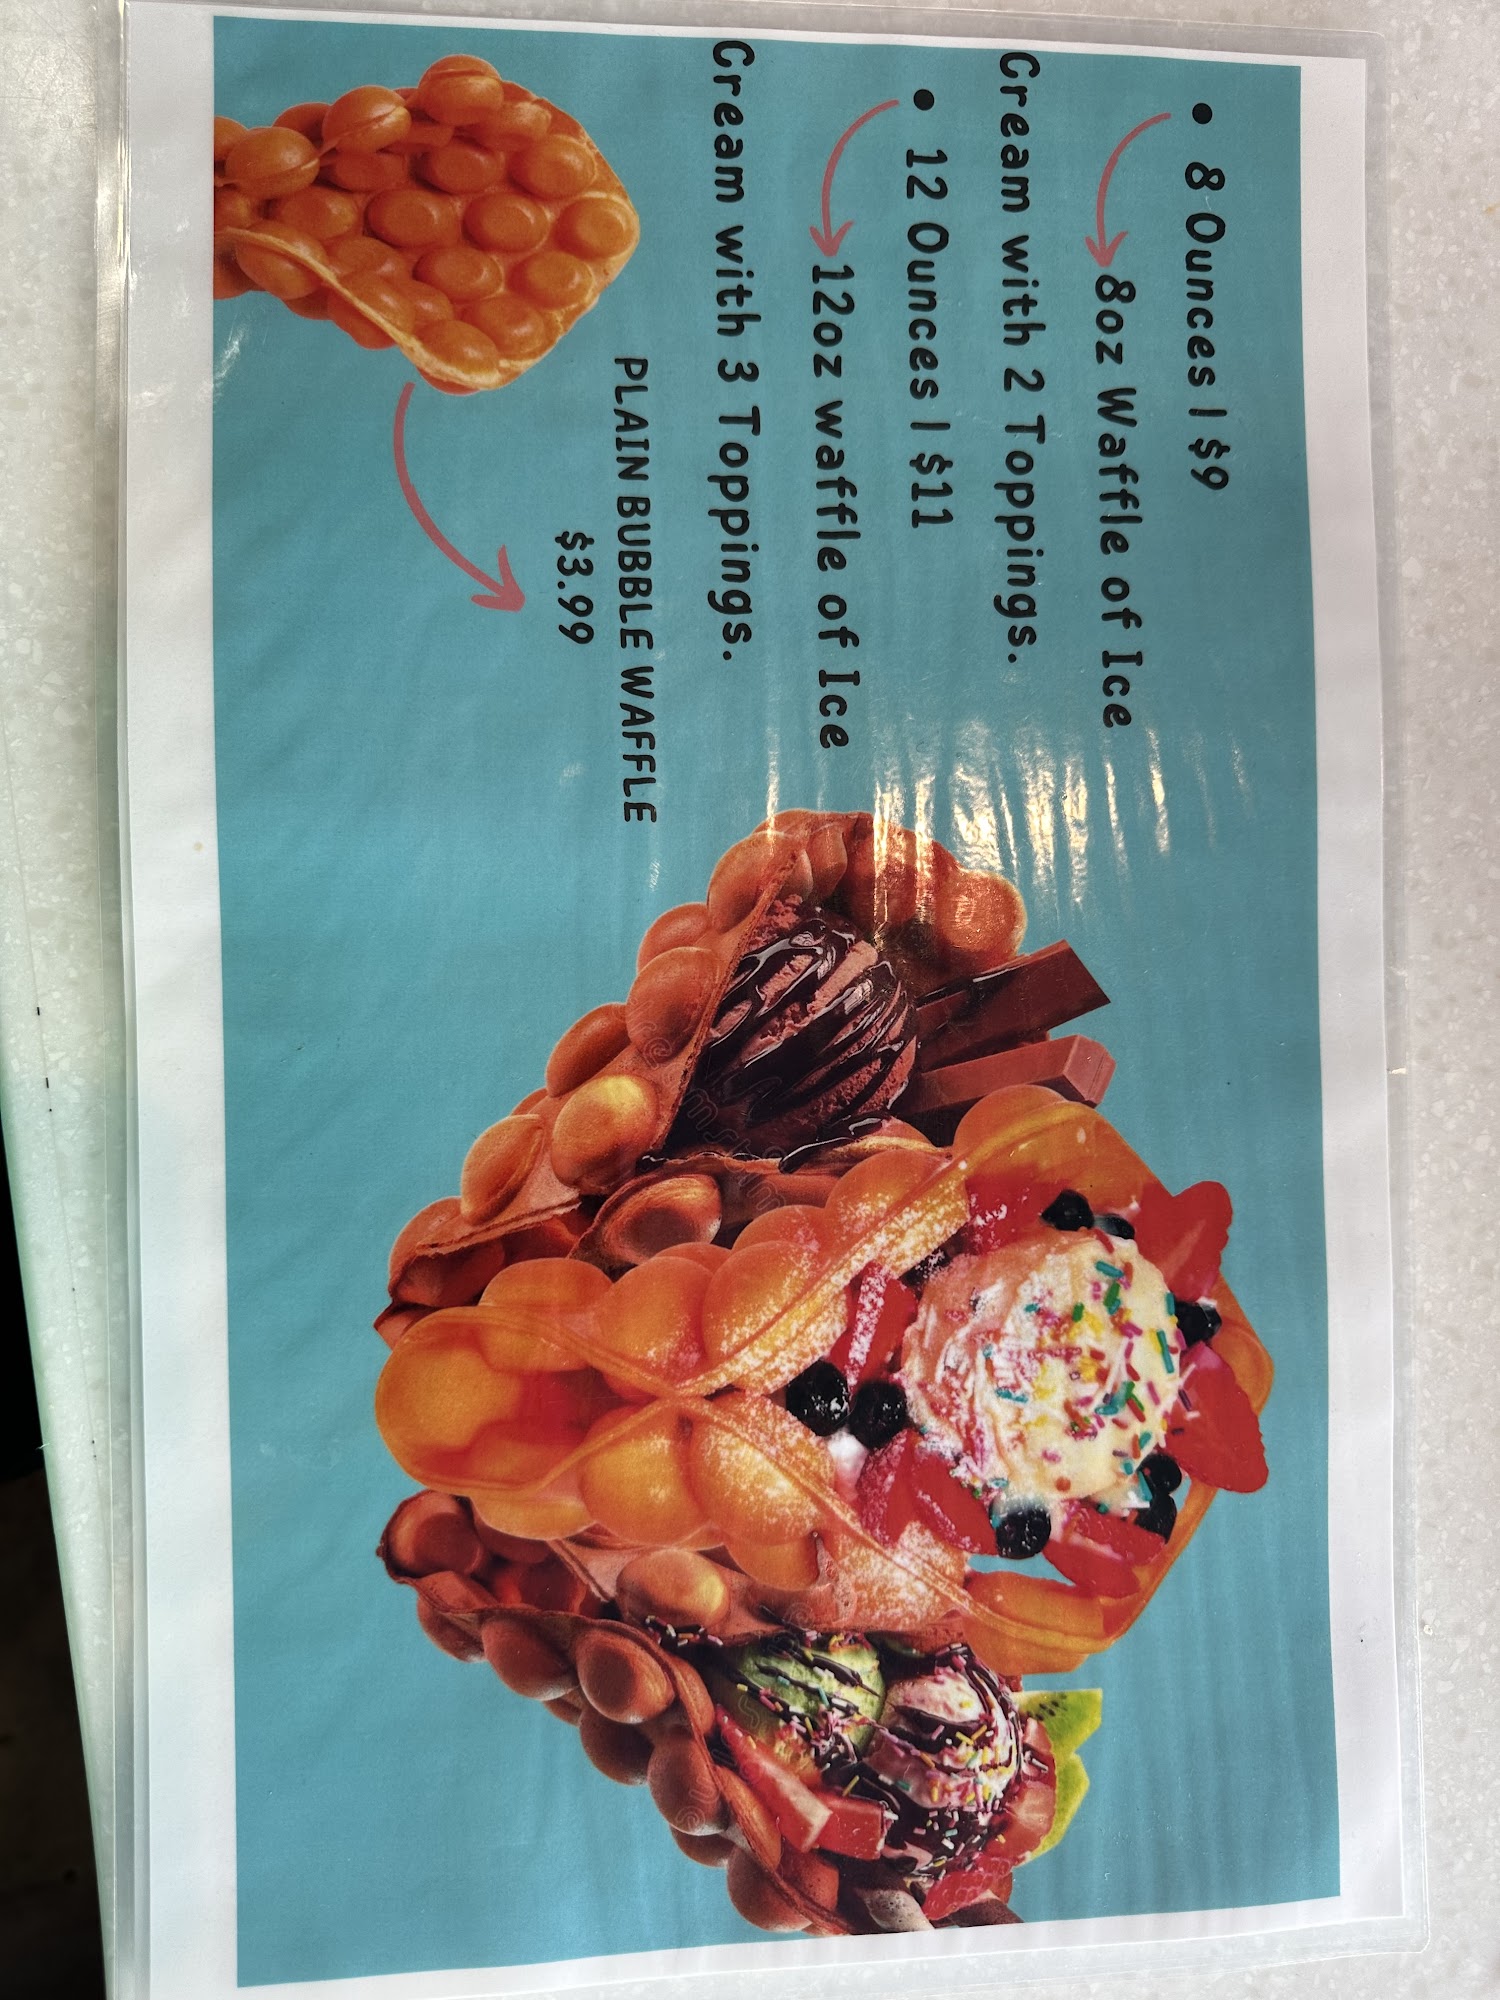 • 8 Ounces | $9
8oz Waffle of Ice
Cream with 2 Toppings.
• 12 Ounces | $11
12oz waffle of Ice
Cream with 3 Toppings.
PLAIN BUBBLE WAFFLE
$3.99